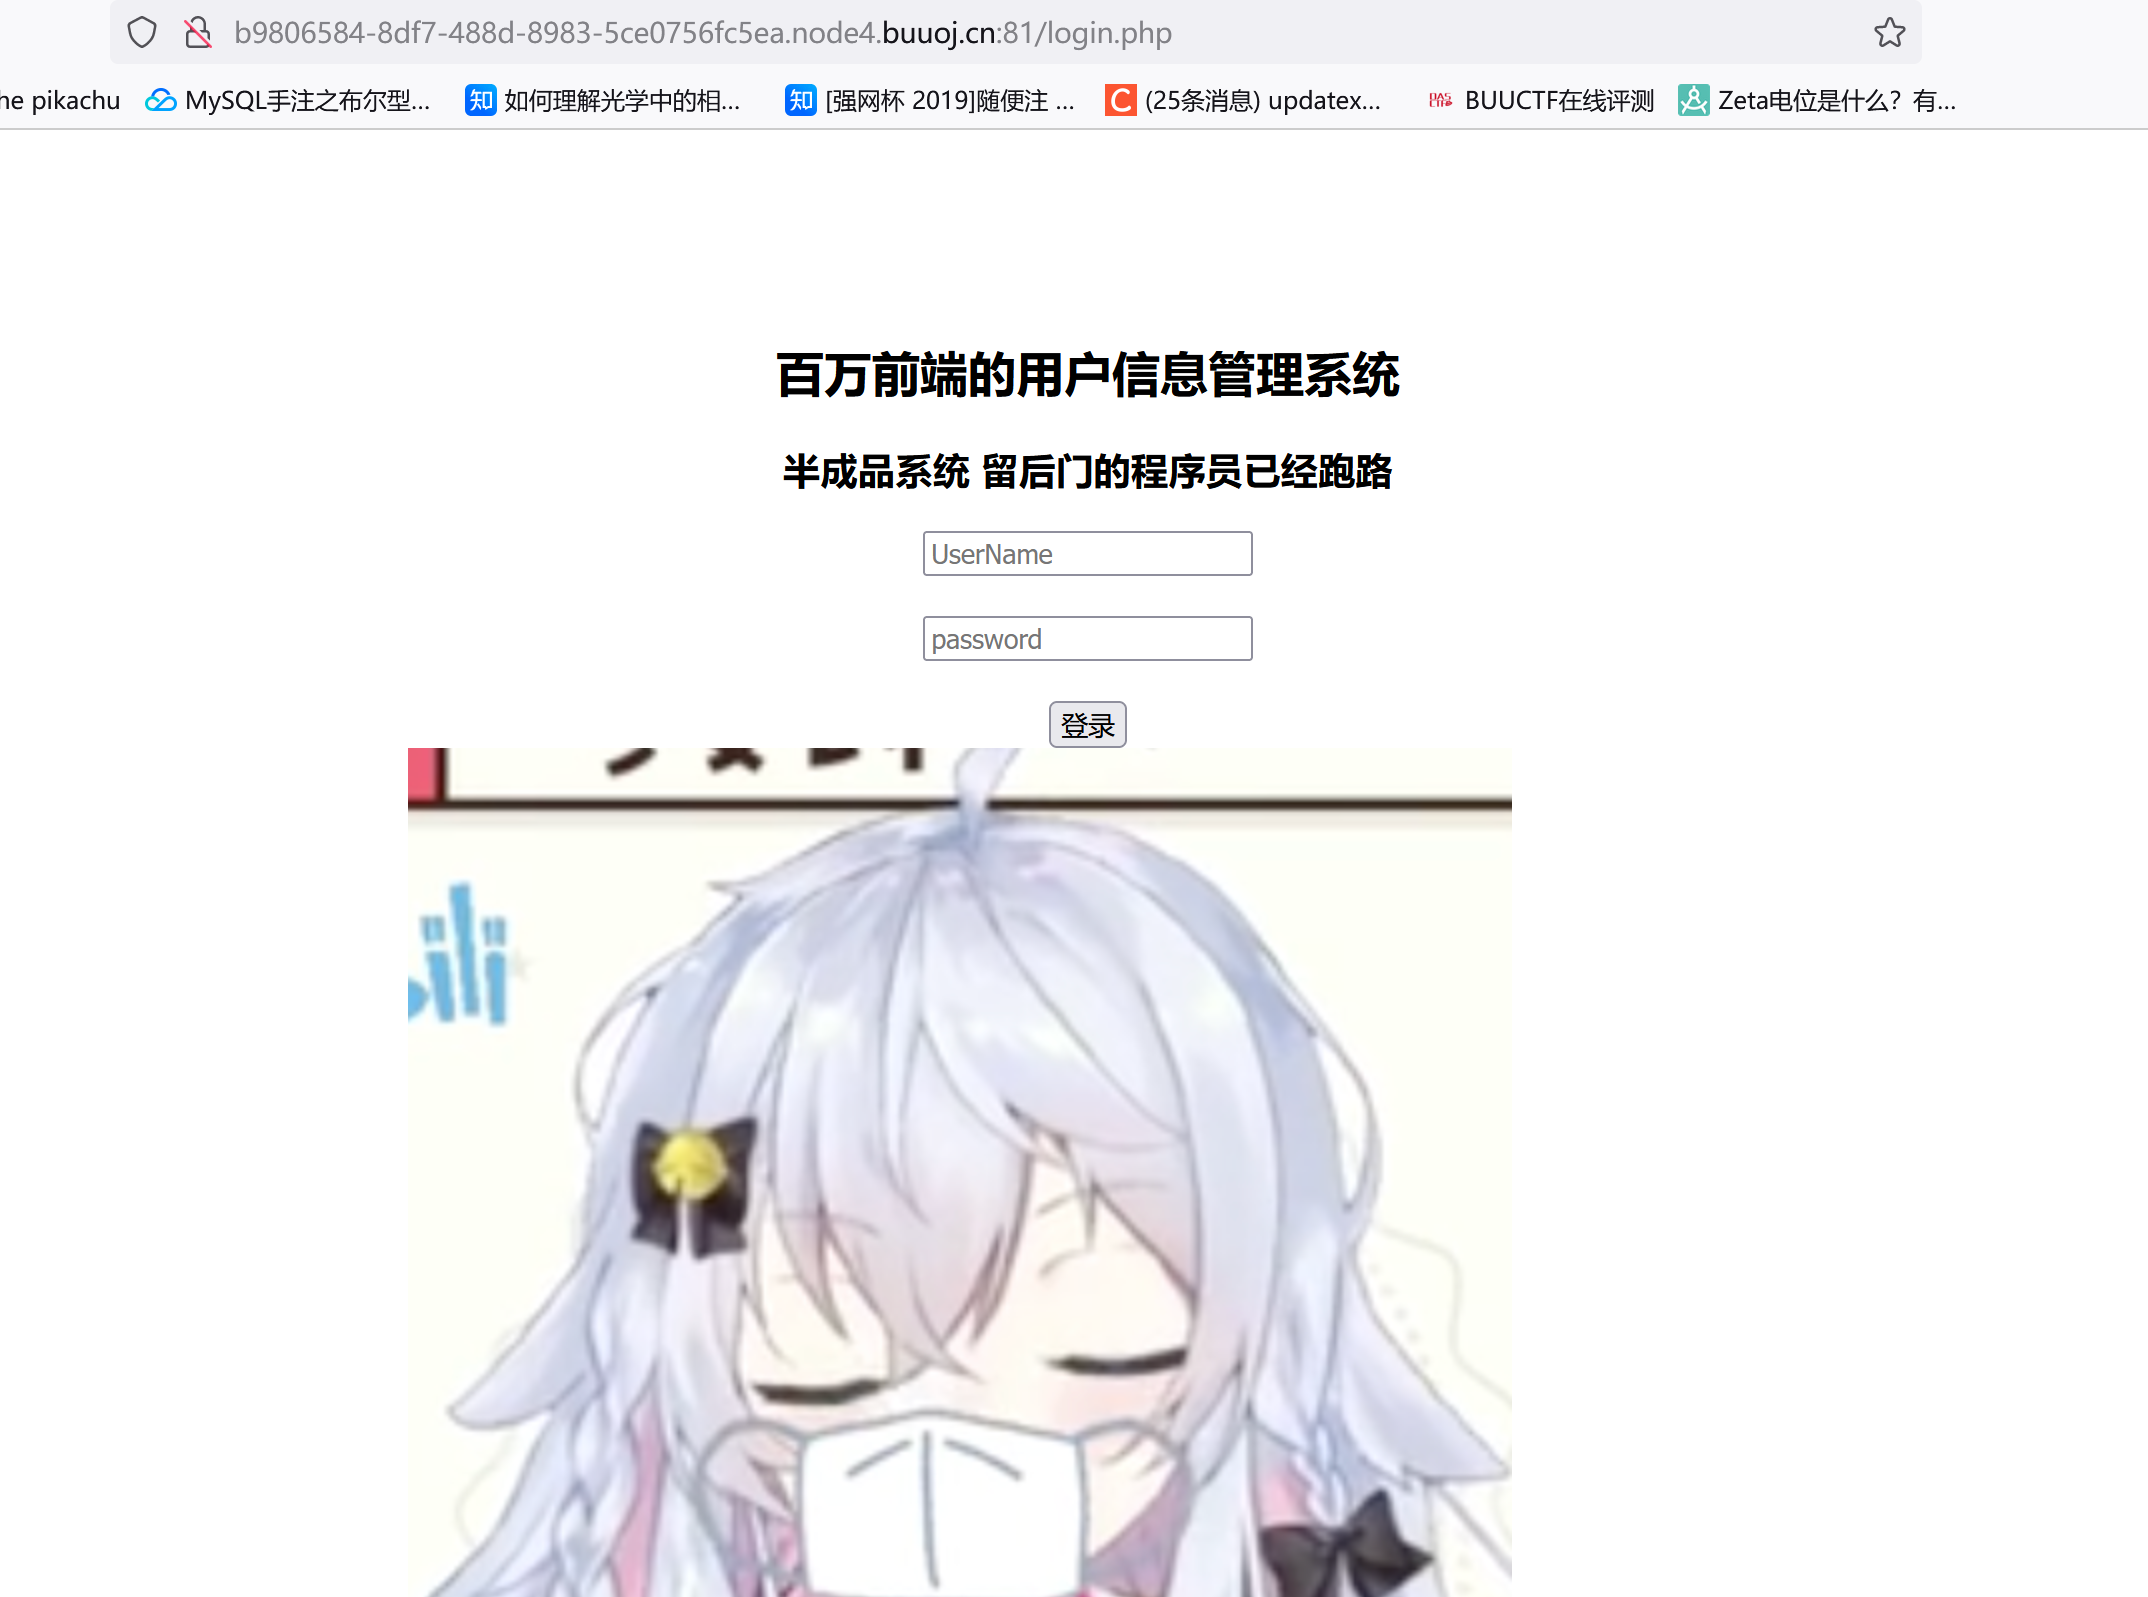 b9806584-8df7-488d-8983-5ce0756fc5ea.node4.buuoj.cn:81/login.php
he pikachu MySQL手注之布尔型... 知 如何理解光学中的相... 知 [强网杯 2019]随便注 ... C (25条消息) updatex... BUUCTF在线评测 Zeta电位是什么？有...
百万前端的用户信息管理系统
半成品系统 留后门的程序员已经跑路
UserName
password
登录
ili